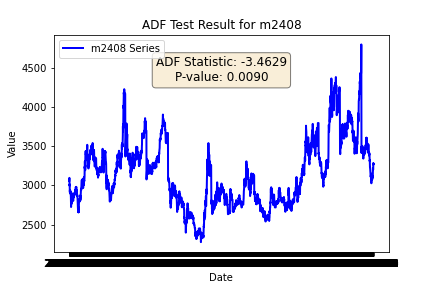 ADF Test Result for m2408
m2408 Series
ADF Statistic: -3.4629
P-value: 0.0090
4500
4000
3500
3000
2500
Value
Date